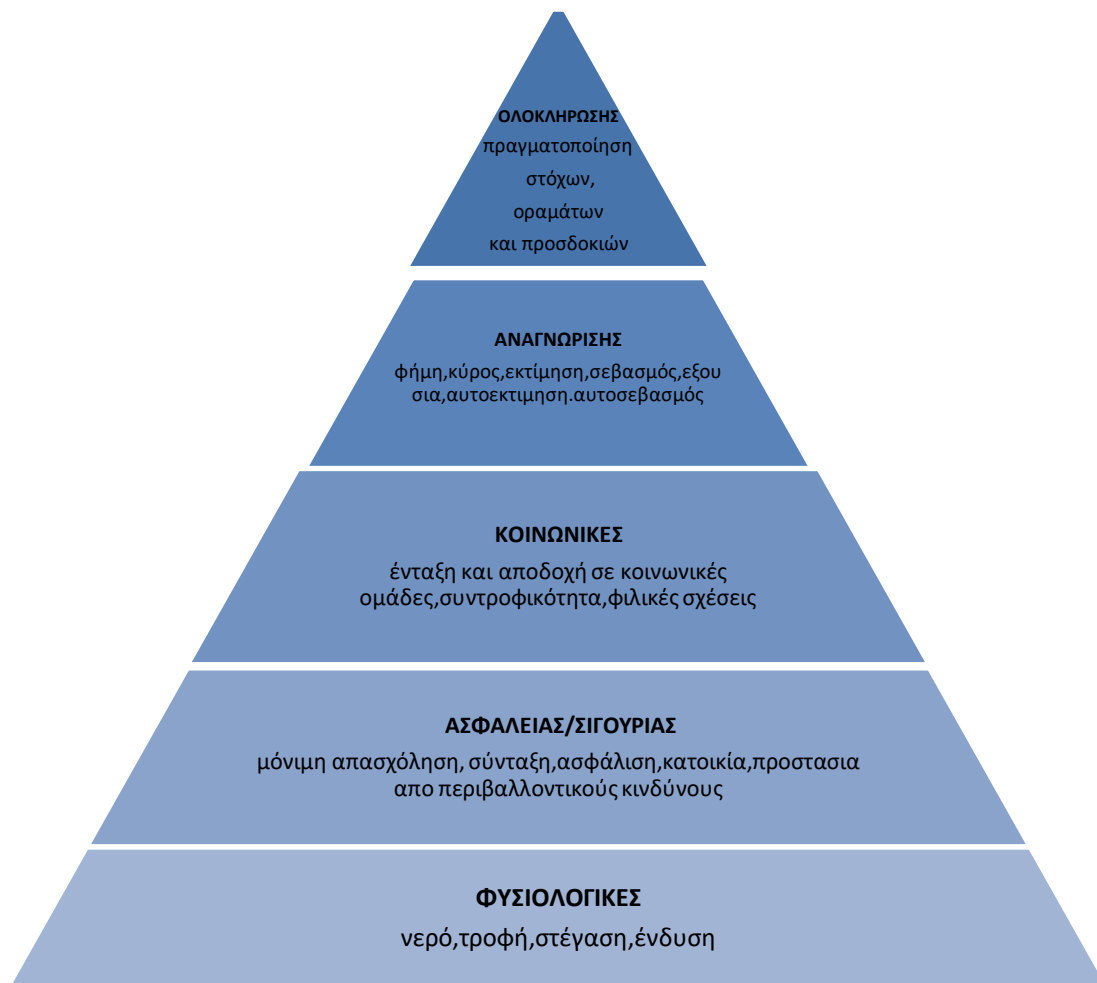 ΟΛΟΚΛΗΡΩΣΗΣ
πραγματοποίηση
στόχων,
οραμάτων
και προσδοκιών
ΑΝΑΓΝΩΡΙΣΗΣ
φήμη,κύρος,εκτίμηση,σεβασμός,εξου
σια,αυτοεκτιμηση.αυτοσεβασμός
ΚΟΙΝΩΝΙΚΕΣ
ένταξη και αποδοχή σε κοινωνικές
ομάδες,συντροφικότητα,φιλικές σχέσεις
ΑΣΦΑΛΕΙΑΣ/ΣΙΓΟΥΡΙΑΣ
μόνιμη απασχόληση, σύνταξη,ασφάλιση,κατοικία,προστασια
απο περιβαλλοντικούς κινδύνους
ΦΥΣΙΟΛΟΓΙΚΕΣ
νερό,τροφή,στέγαση,ένδυση